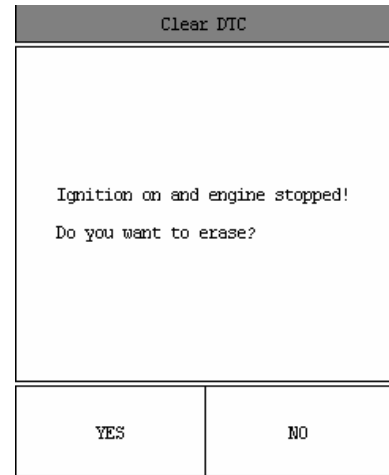 Clear DTC
Ignition on and engine stopped!
Do you want to erase?
YES
NO